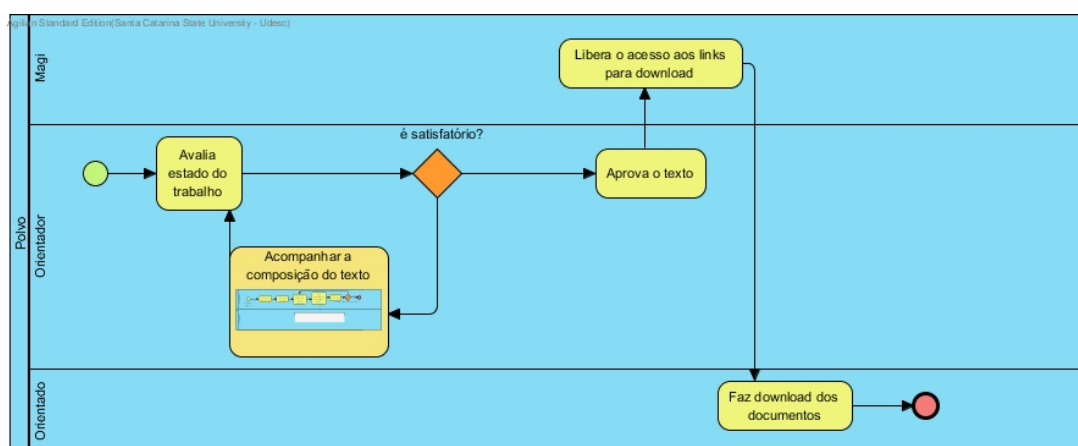 Agilian Standard Edition(Santa Catarina State University - Udesc)
Polvo
Magi
Libera o acesso aos links
para download
Orientador
é satisfatório?
Avalia
estado do
trabalho
Aprova o texto
Acompanhar a
composição do texto
Orientado
Faz download dos
documentos